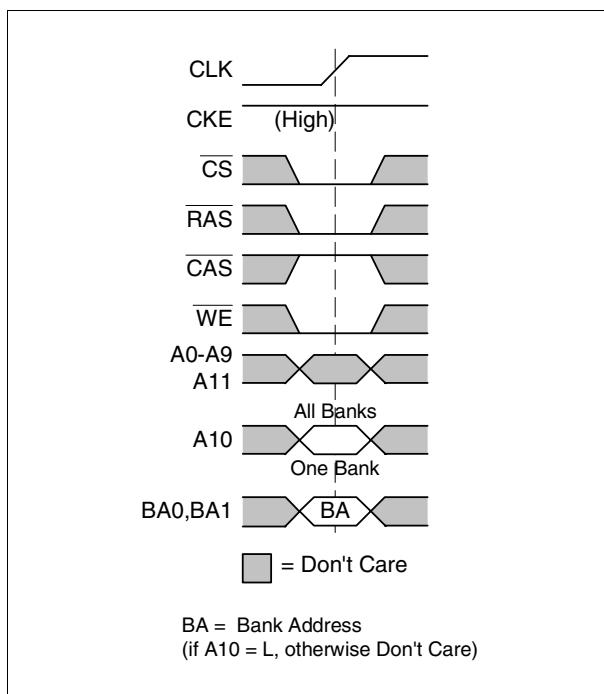 CLK
CKE (High)
CS
RAS
CAS
WE
A0-A9
A11
All Banks
A10
One Bank
BA0,BA1 BA
= Don't Care
BA = Bank Address
(if A10 = L, otherwise Don't Care)